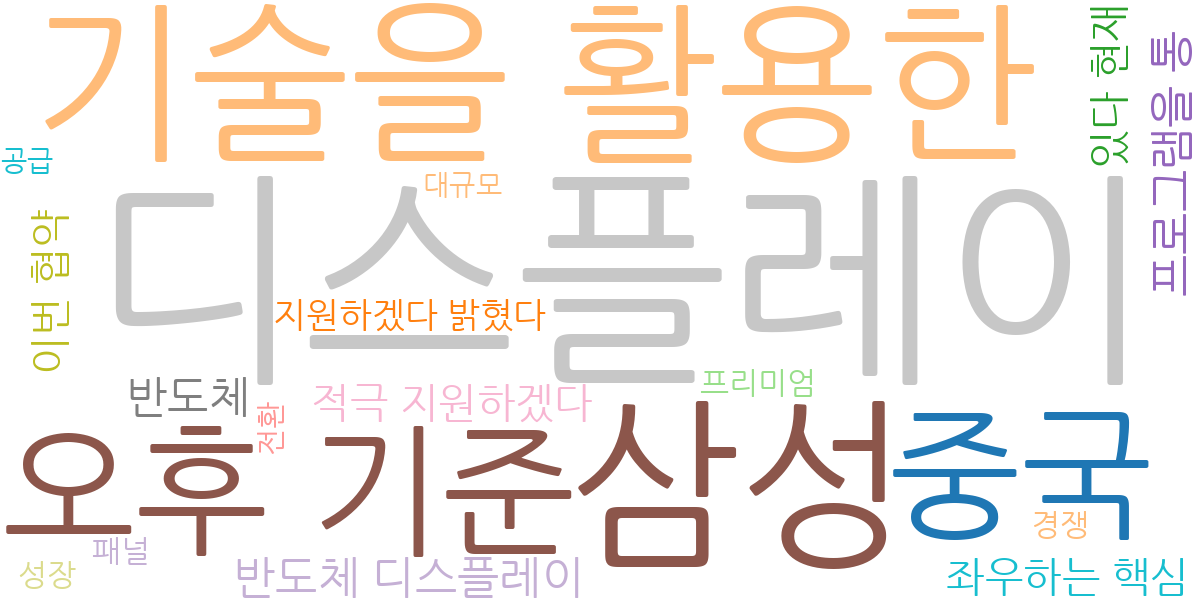 기술을 활용한
있다 현재
프로그램을 통
공급
대규모
디스플레이
이번 협약
지원하겠다 밝혔다
반도체
적극 지원하겠다
프리미엄
전환
오후 기준
삼성
중국
경쟁
패널
성장
반도체 디스플레이
좌우하는 핵심